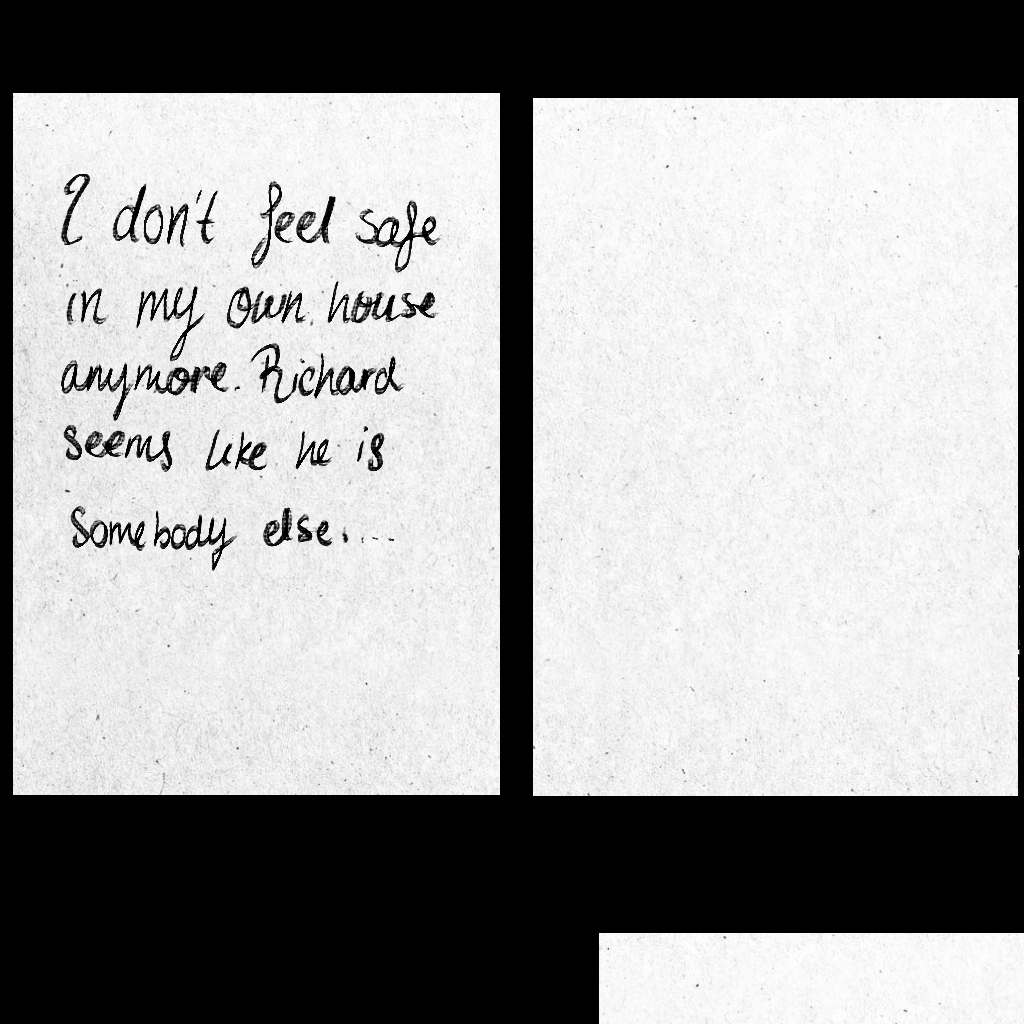 I don't feel safe
in my own house
anymore. Richard
seems like he is
Somebody else.....